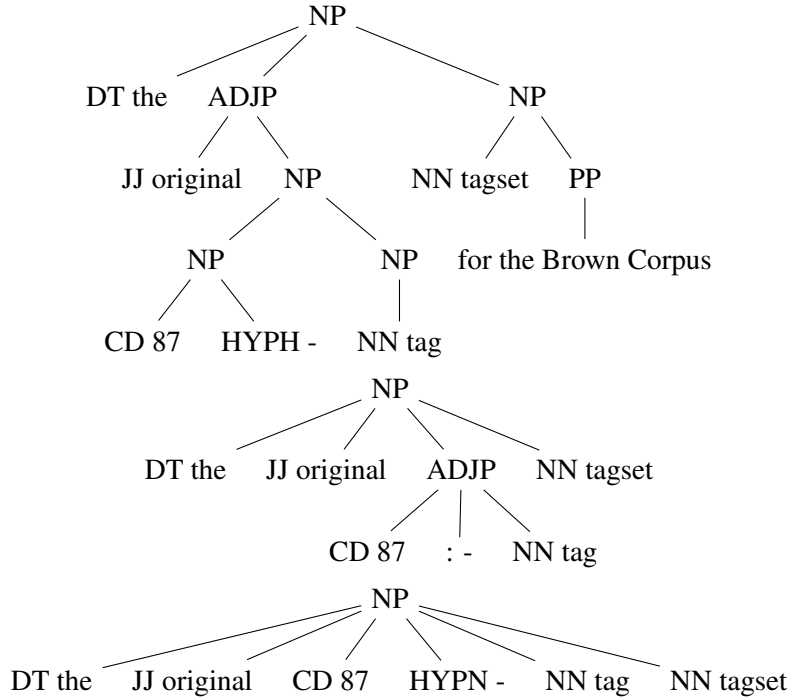 NP
DT the ADJP NP
JJ original NP NN tagset PP
NP NP for the Brown Corpus
CD 87 HYPH - NN tag
NP
DT the JJ original ADJP NN tagset
CD 87 : - NN tag
NP
DT the JJ original CD 87 HYPN - NN tag NN tagset